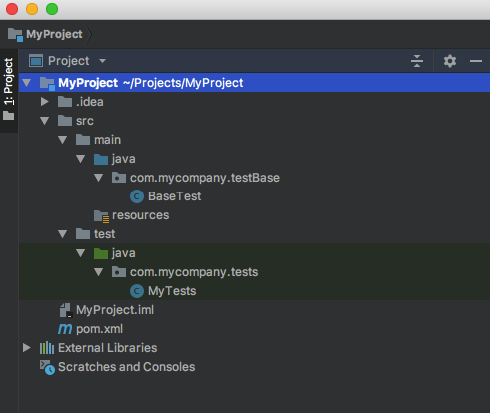 MyProject
Project
1: Project
MyProject ~/Projects/MyProject
.idea
src
main
java
com.mycompany.testBase
BaseTest
resources
test
java
com.mycompany.tests
MyTests
MyProject.iml
pom.xml
External Libraries
Scratches and Consoles